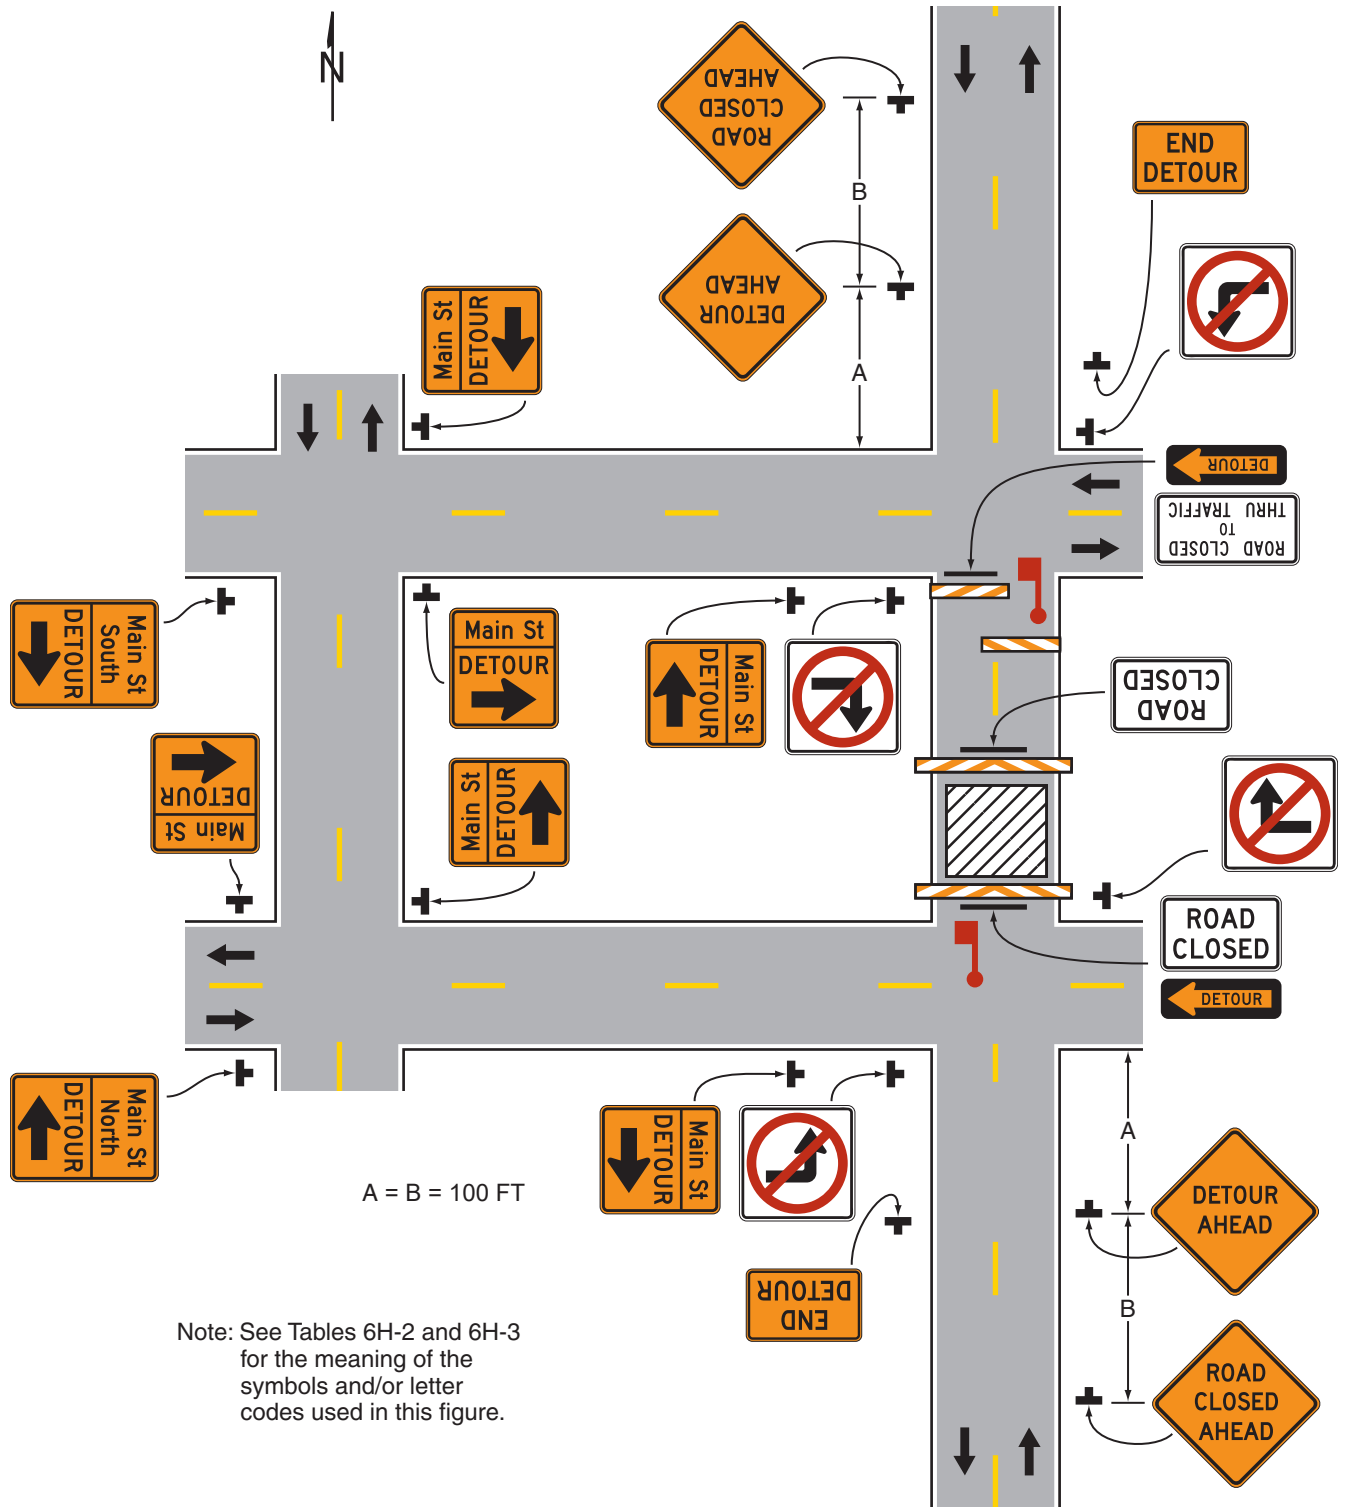 N
ROAD
CLOSED
AHEAD
B
END
DETOUR
DETOUR
AHEAD
Main St
DETOUR
A
DETOUR
ROAD CLOSED
TO
THRU TRAFFIC
Main St
South
DETOUR
Main St
DETOUR
Main St
DETOUR
ROAD
CLOSED
Main St
DETOUR
Main St
DETOUR
ROAD
CLOSED
DETOUR
Main St
North
DETOUR
Main St
DETOUR
A
A = B = 100 FT
DETOUR
AHEAD
END
DETOUR
B
Note: See Tables 6H-2 and 6H-3
for the meaning of the
symbols and/or letter
codes used in this figure.
ROAD
CLOSED
AHEAD